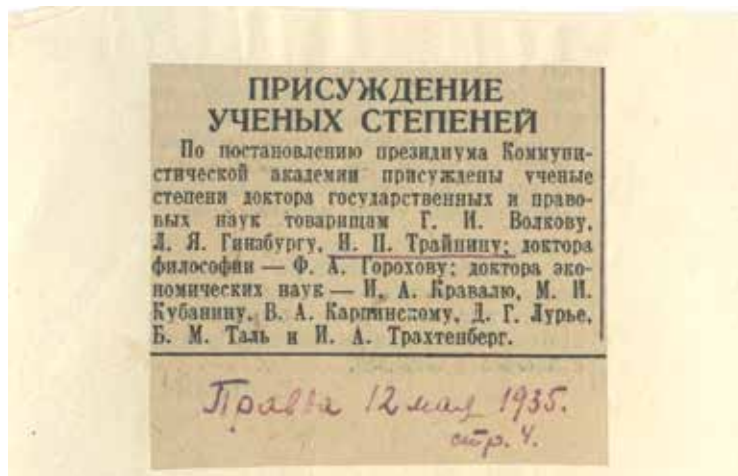 ПРИСУЖДЕНИЕ
УЧЕНЫХ СТЕПЕНЕЙ
По постановлению президиума Коммуни-
стической академии присуждены ученые
степени доктора государственных и право-
вых наук товарищам Г. И. Волкову,
Л. Я. Гинзбургу, И. П. Трайнину; доктора
философии — Ф. А. Горохову; доктора эко-
номических наук — И. А. Кравалю, М. И.
Кубанину, В. А. Карпинскому, Д. Г. Лурье,
Б. М. Таль и И. А. Трахтенберг.
Правда 12 мая 1935.
стр. 4.